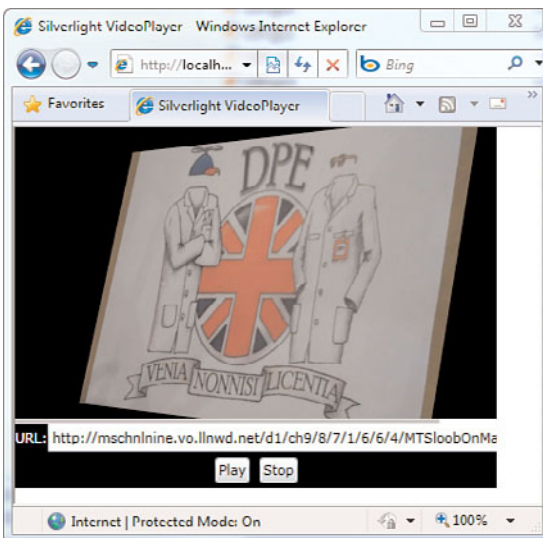 Silverlight VideoPlayer Windows Internet Explorer
http://localh...
Bing
Favorites
Silverlight VideoPlayer
»
DPE
VENIA NONNISI LICENTIA
URL: http://mschnlnine.vo.llnwd.net/d1/ch9/8/7/1/6/6/4/MTSloobOnMa
Play Stop
Internet | Protected Mode: On
100%